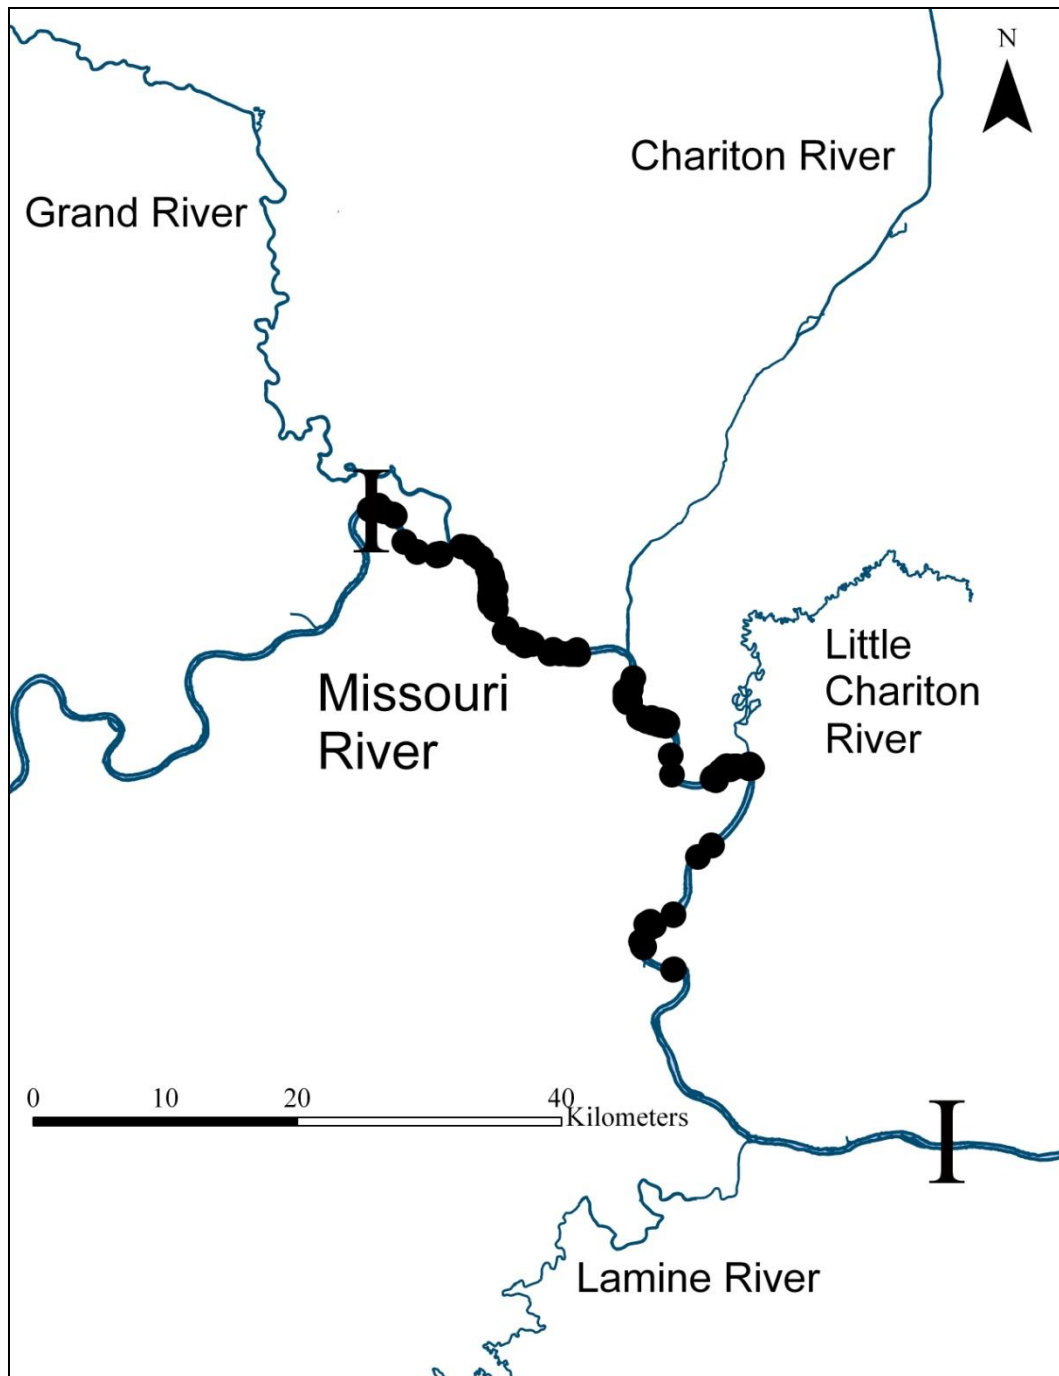 N
Chariton River
Grand River
Little
Chariton
River
Missouri
River
0 10 20 40
Kilometers
Lamine River